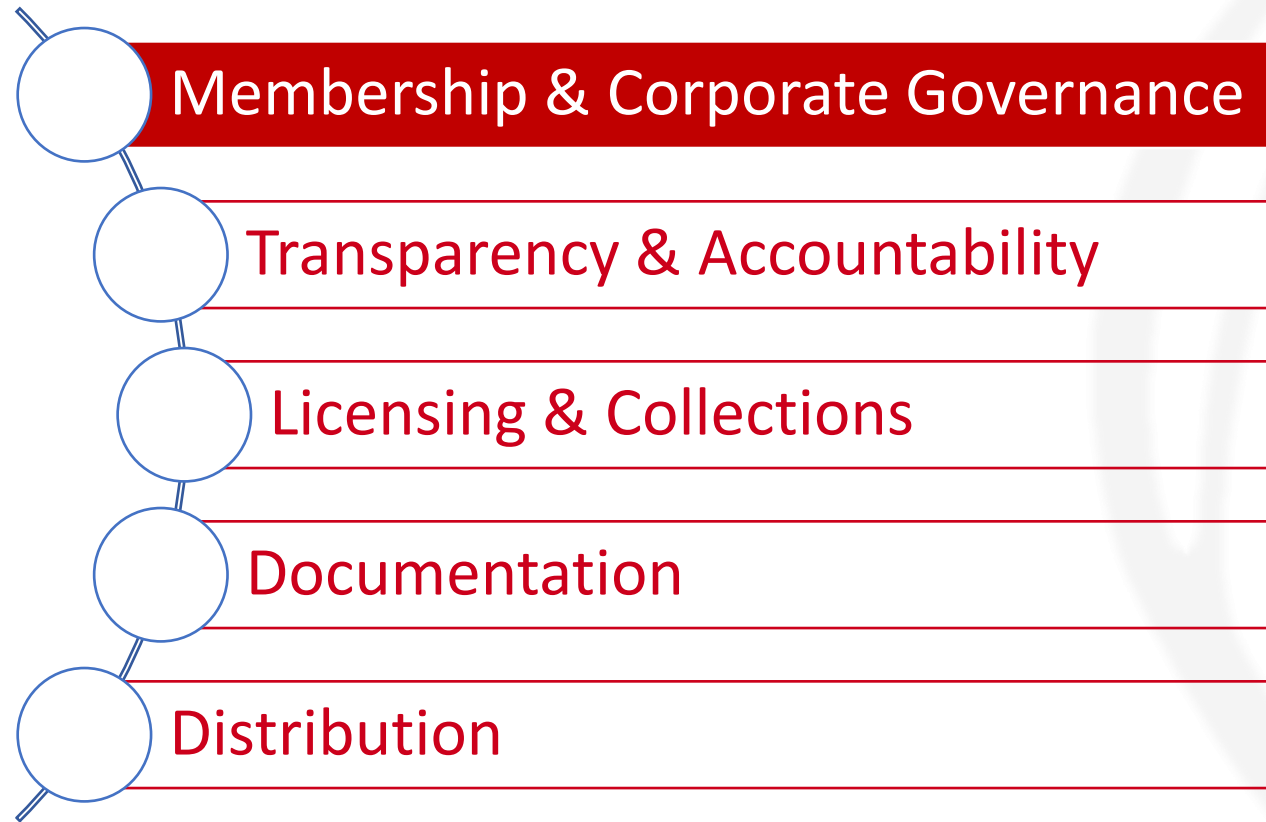 Membership & Corporate Governance
Transparency & Accountability
Licensing & Collections
Documentation
Distribution